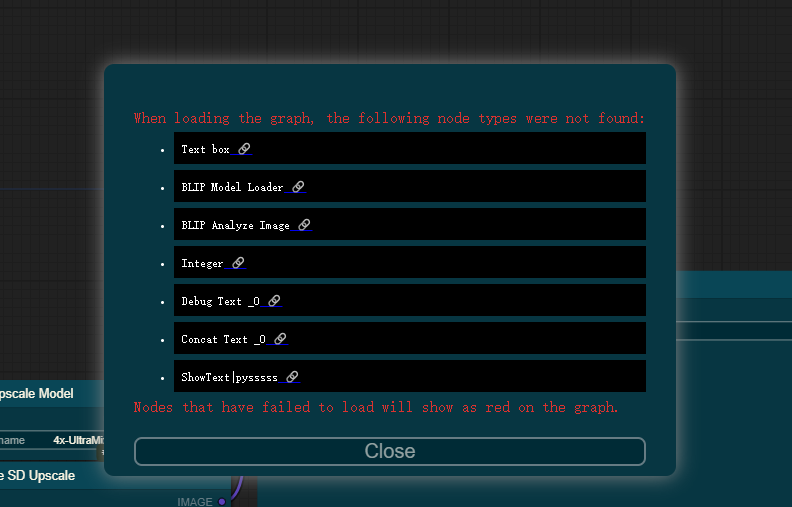 When loading the graph, the following node types were not found:
Text box
BLIP Model Loader
BLIP Analyze Image
Integer
Debug Text _O
Concat Text _O
ShowText|pysssss
Nodes that have failed to load will show as red on the graph.
Close
pscale Model
name 4x-UltraMi
e SD Upscale
IMAGE